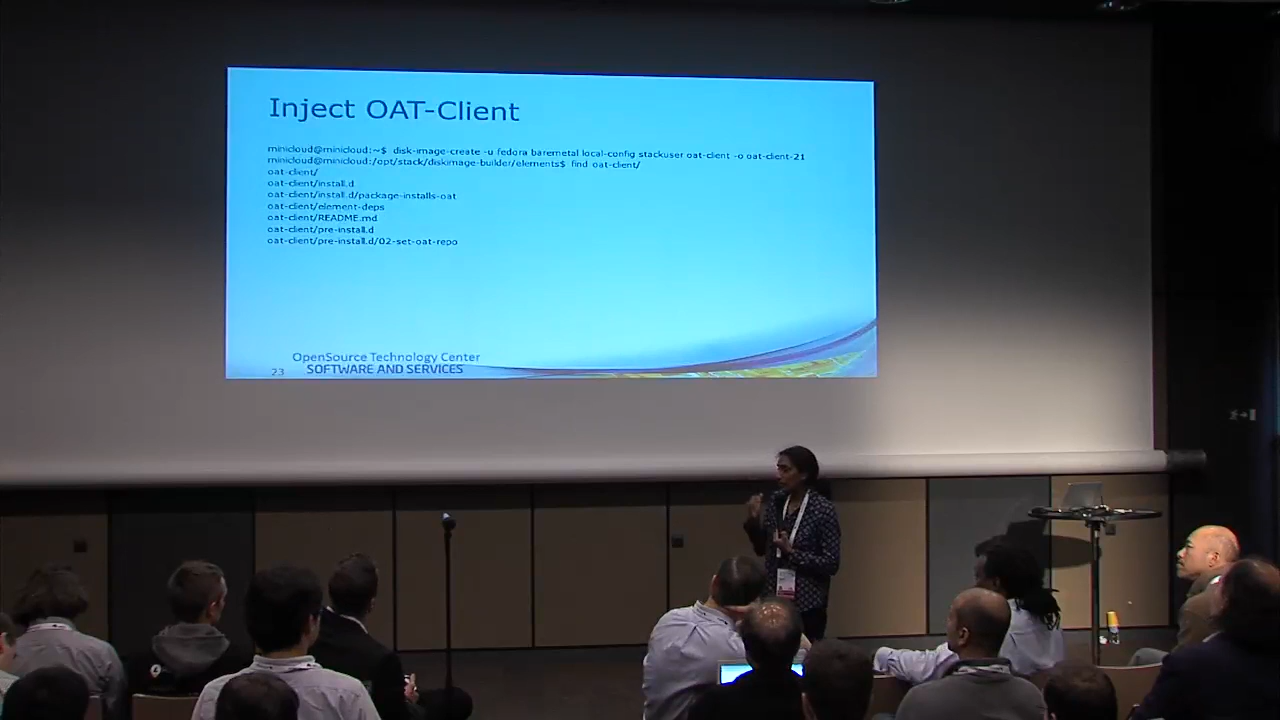 Inject OAT-Client
minicloud@minicloud:~$ disk-image-create -u fedora baremetal local-config stackuser oat-client -o oat-client-21
minicloud@minicloud:/opt/stack/diskimage-builder/elements$ find oat-client/
oat-client/
oat-client/install.d
oat-client/install.d/package-installs-oat
oat-client/element-deps
oat-client/README.md
oat-client/pre-install.d
oat-client/pre-install.d/02-set-oat-repo
OpenSource Technology Center
23 SOFTWARE AND SERVICES